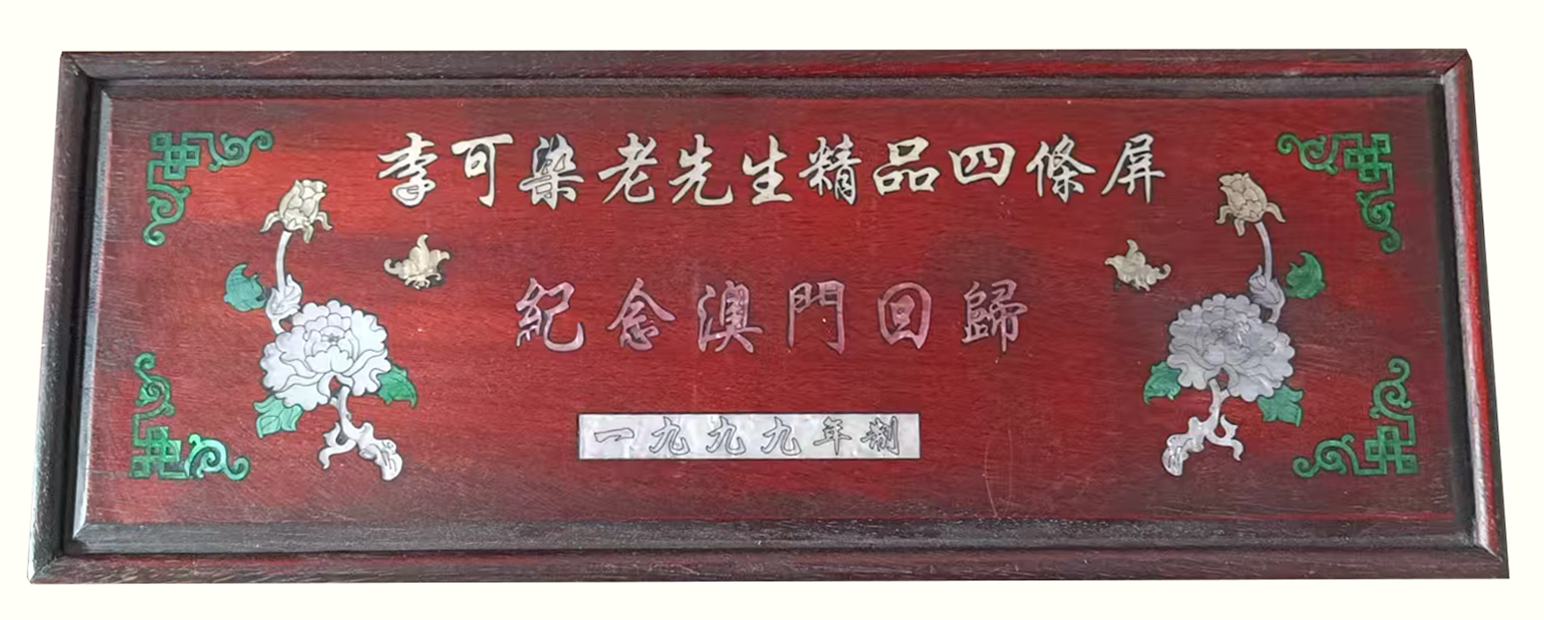 李可染老先生精品四條屏
紀念澳門回歸
一九九九年制